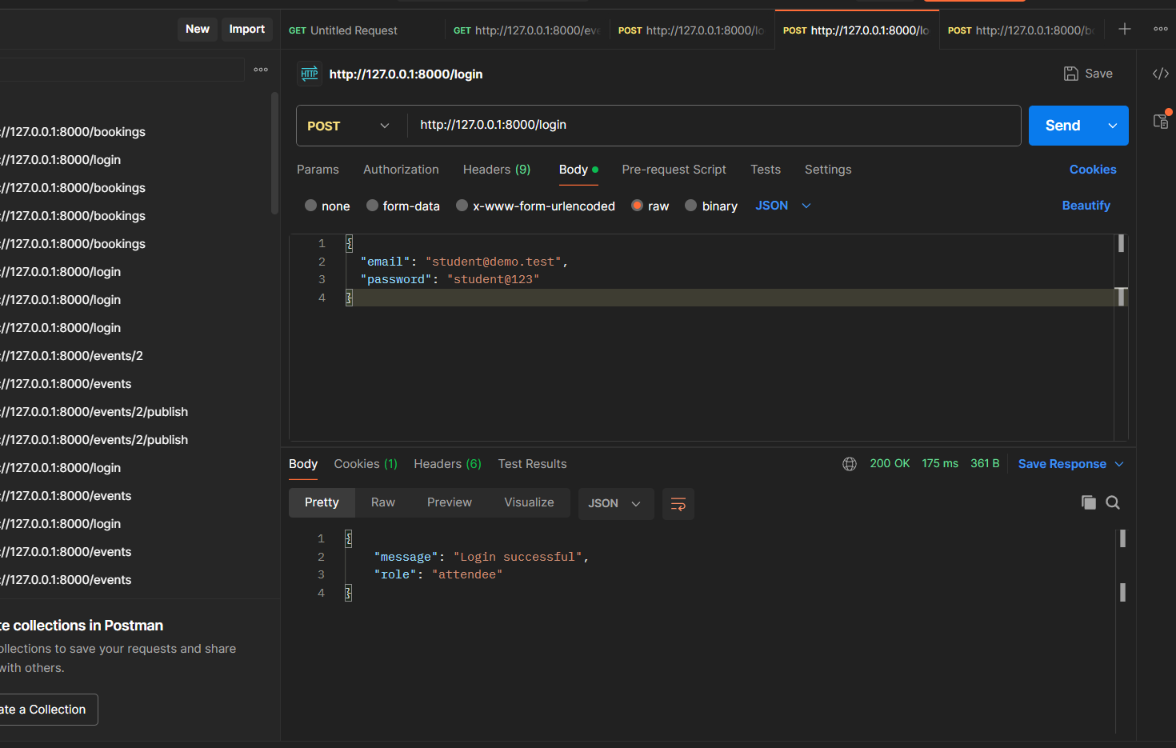 New
Import
GET Untitled Request
GET http://127.0.0.1:8000/eve
POST http://127.0.0.1:8000/lo
POST http://127.0.0.1:8000/lo
POST http://127.0.0.1:8000/b
HTTP http://127.0.0.1:8000/login
Save
</>
POST http://127.0.0.1:8000/login
Send
Params Authorization Headers (9) Body Pre-request Script Tests Settings Cookies
none form-data x-www-form-urlencoded raw binary JSON Beautify
1 {
2 "email": "student@demo.test",
3 "password": "student@123"
4 }
://127.0.0.1:8000/bookings
://127.0.0.1:8000/login
://127.0.0.1:8000/bookings
://127.0.0.1:8000/bookings
://127.0.0.1:8000/bookings
://127.0.0.1:8000/login
://127.0.0.1:8000/login
://127.0.0.1:8000/login
://127.0.0.1:8000/events/2
://127.0.0.1:8000/events
://127.0.0.1:8000/events/2/publish
://127.0.0.1:8000/events/2/publish
://127.0.0.1:8000/login
://127.0.0.1:8000/events
://127.0.0.1:8000/login
://127.0.0.1:8000/events
://127.0.0.1:8000/events
te collections in Postman
ollections to save your requests and share
with others.
ate a Collection
Body Cookies (1) Headers (6) Test Results 200 OK 175 ms 361 B Save Response
Pretty Raw Preview Visualize JSON
1 {
2 "message": "Login successful",
3 "role": "attendee"
4 }